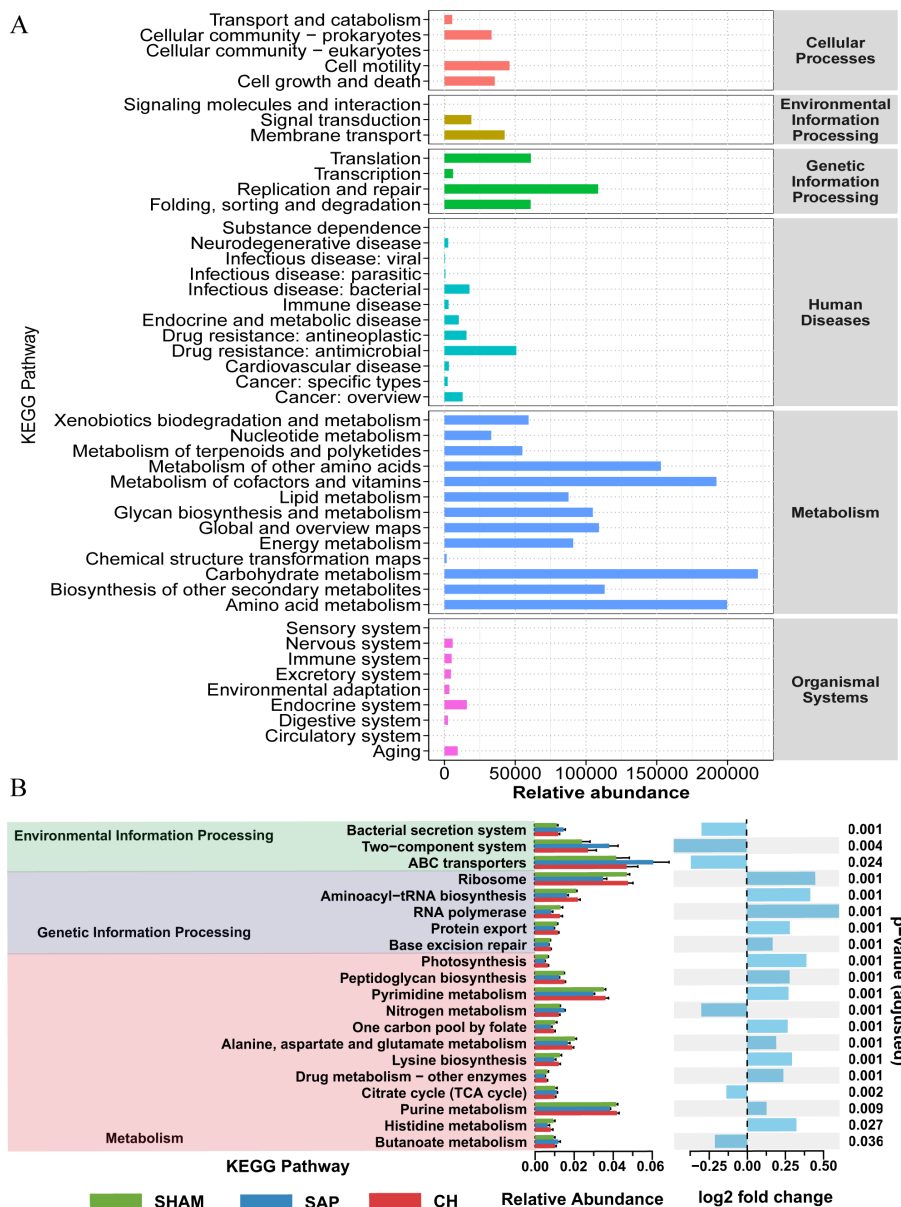 A
KEGG Pathway
Transport and catabolism
Cellular community − prokaryotes
Cellular community − eukaryotes
Cell motility
Cell growth and death
Cellular
Processes
Signaling molecules and interaction
Signal transduction
Membrane transport
Environmental
Information
Processing
Translation
Transcription
Replication and repair
Folding, sorting and degradation
Genetic
Information
Processing
Substance dependence
Neurodegenerative disease
Infectious disease: viral
Infectious disease: parasitic
Infectious disease: bacterial
Immune disease
Endocrine and metabolic disease
Drug resistance: antineoplastic
Drug resistance: antimicrobial
Cardiovascular disease
Cancer: specific types
Cancer: overview
Human
Diseases
Xenobiotics biodegradation and metabolism
Nucleotide metabolism
Metabolism of terpenoids and polyketides
Metabolism of other amino acids
Metabolism of cofactors and vitamins
Lipid metabolism
Glycan biosynthesis and metabolism
Global and overview maps
Energy metabolism
Chemical structure transformation maps
Carbohydrate metabolism
Biosynthesis of other secondary metabolites
Amino acid metabolism
Metabolism
Sensory system
Nervous system
Immune system
Excretory system
Environmental adaptation
Endocrine system
Digestive system
Circulatory system
Aging
Organismal
Systems
0 50000 100000 150000 200000
Relative abundance
B
Environmental Information Processing
Bacterial secretion system 0.001
Two−component system 0.004
ABC transporters 0.024
Genetic Information Processing
Ribosome 0.001
Aminoacyl−tRNA biosynthesis 0.001
RNA polymerase 0.001
Protein export 0.001
Base excision repair 0.001
Metabolism
Photosynthesis 0.001
Peptidoglycan biosynthesis 0.001
Pyrimidine metabolism 0.001
Nitrogen metabolism 0.001
One carbon pool by folate 0.001
Alanine, aspartate and glutamate metabolism 0.001
Lysine biosynthesis 0.001
Drug metabolism − other enzymes 0.001
Citrate cycle (TCA cycle) 0.002
Purine metabolism 0.009
Histidine metabolism 0.027
Butanoate metabolism 0.036
p−value (adjusted)
0.00 0.02 0.04 0.06
−0.25 0.00 0.25 0.50
KEGG Pathway
Relative Abundance
log2 fold change
SHAM SAP CH